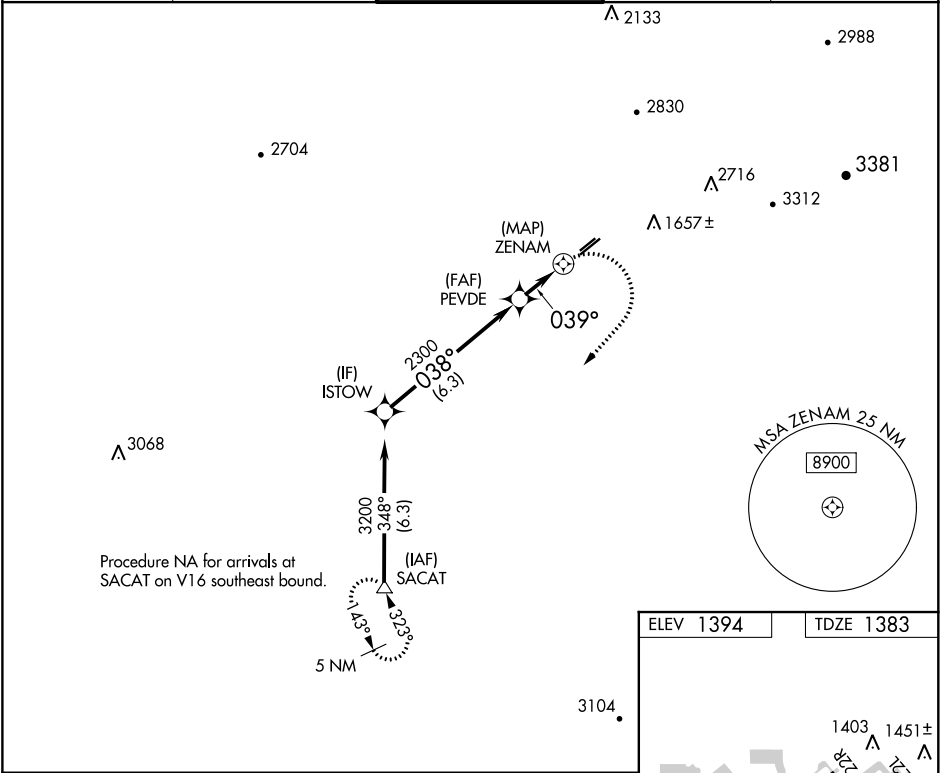 2133
2988
2830
2704
2716
3381
3312
1657±
(MAP)
ZENAM
(FAF)
PEVDE
039°
2300
038°
(6.3)
(IF)
ISTOW
3068
MSA ZENAM 25 NM
8900
3200
348°
(6.3)
Procedure NA for arrivals at
SACAT on V16 southeast bound.
(IAF)
SACAT
143°
323°
5 NM
ELEV 1394
TDZE 1383
3104
1403
1451±
22R